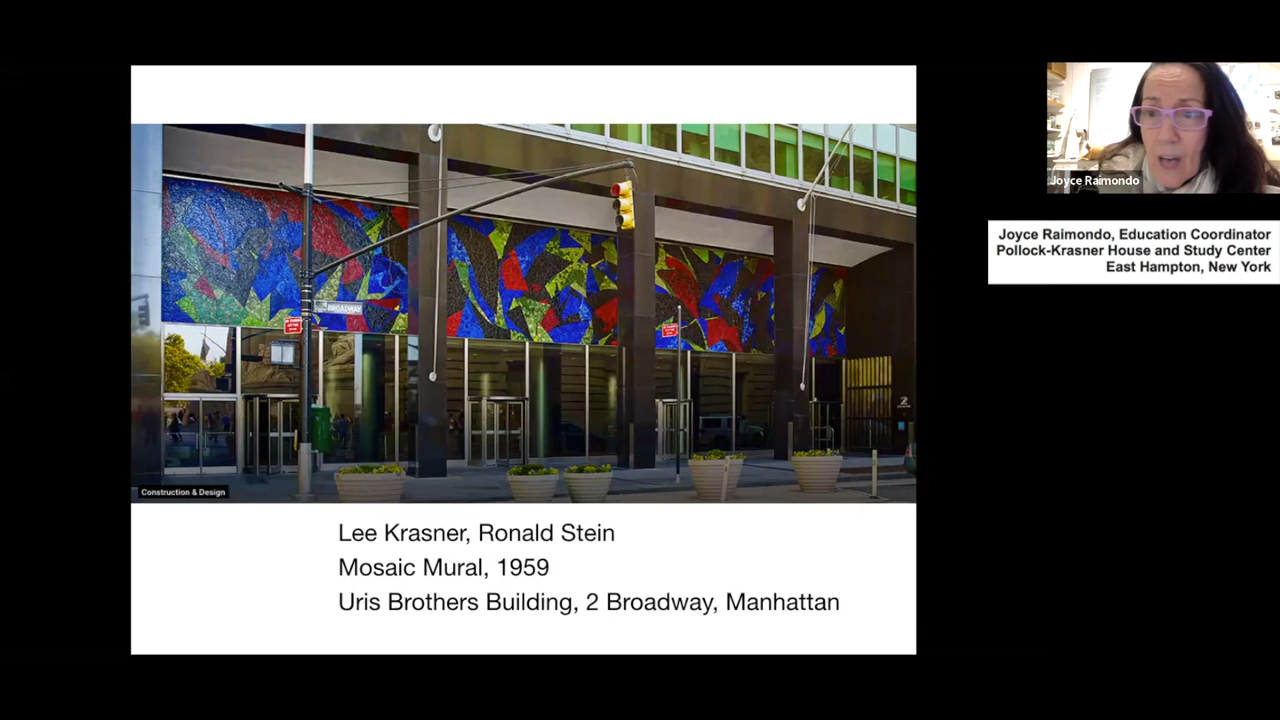 BROADWAY
2
Construction & Design
Lee Krasner, Ronald Stein
Mosaic Mural, 1959
Uris Brothers Building, 2 Broadway, Manhattan
Joyce Raimondo
Joyce Raimondo, Education Coordinator
Pollock-Krasner House and Study Center
East Hampton, New York